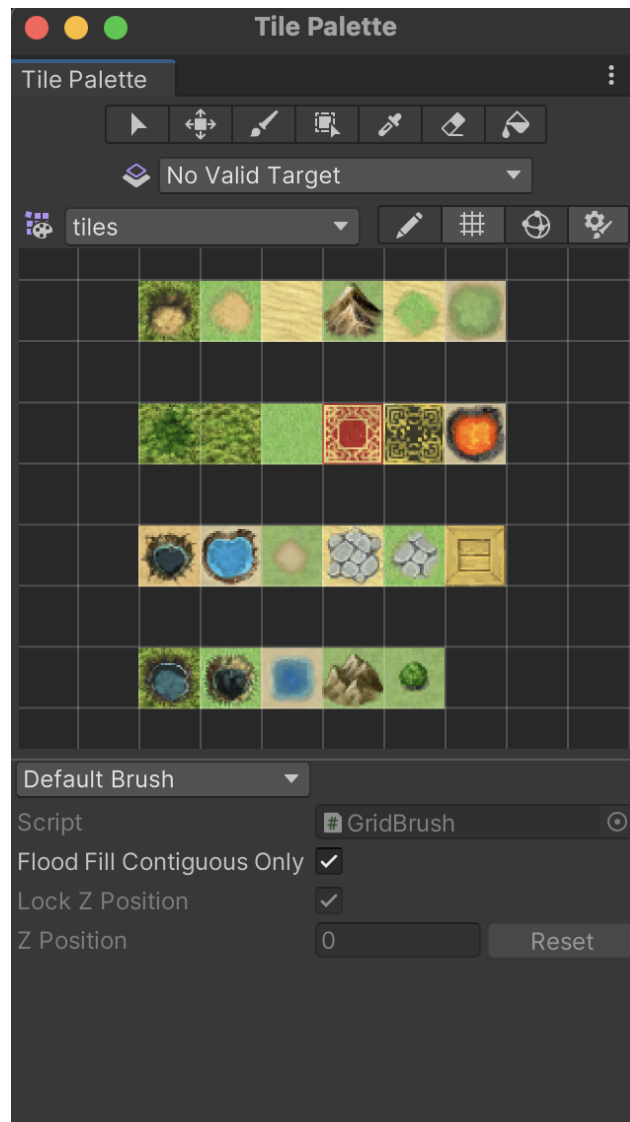 Tile Palette
Tile Palette
No Valid Target
tiles
Default Brush
Script
# GridBrush
Flood Fill Contiguous Only
Lock Z Position
Z Position
0
Reset